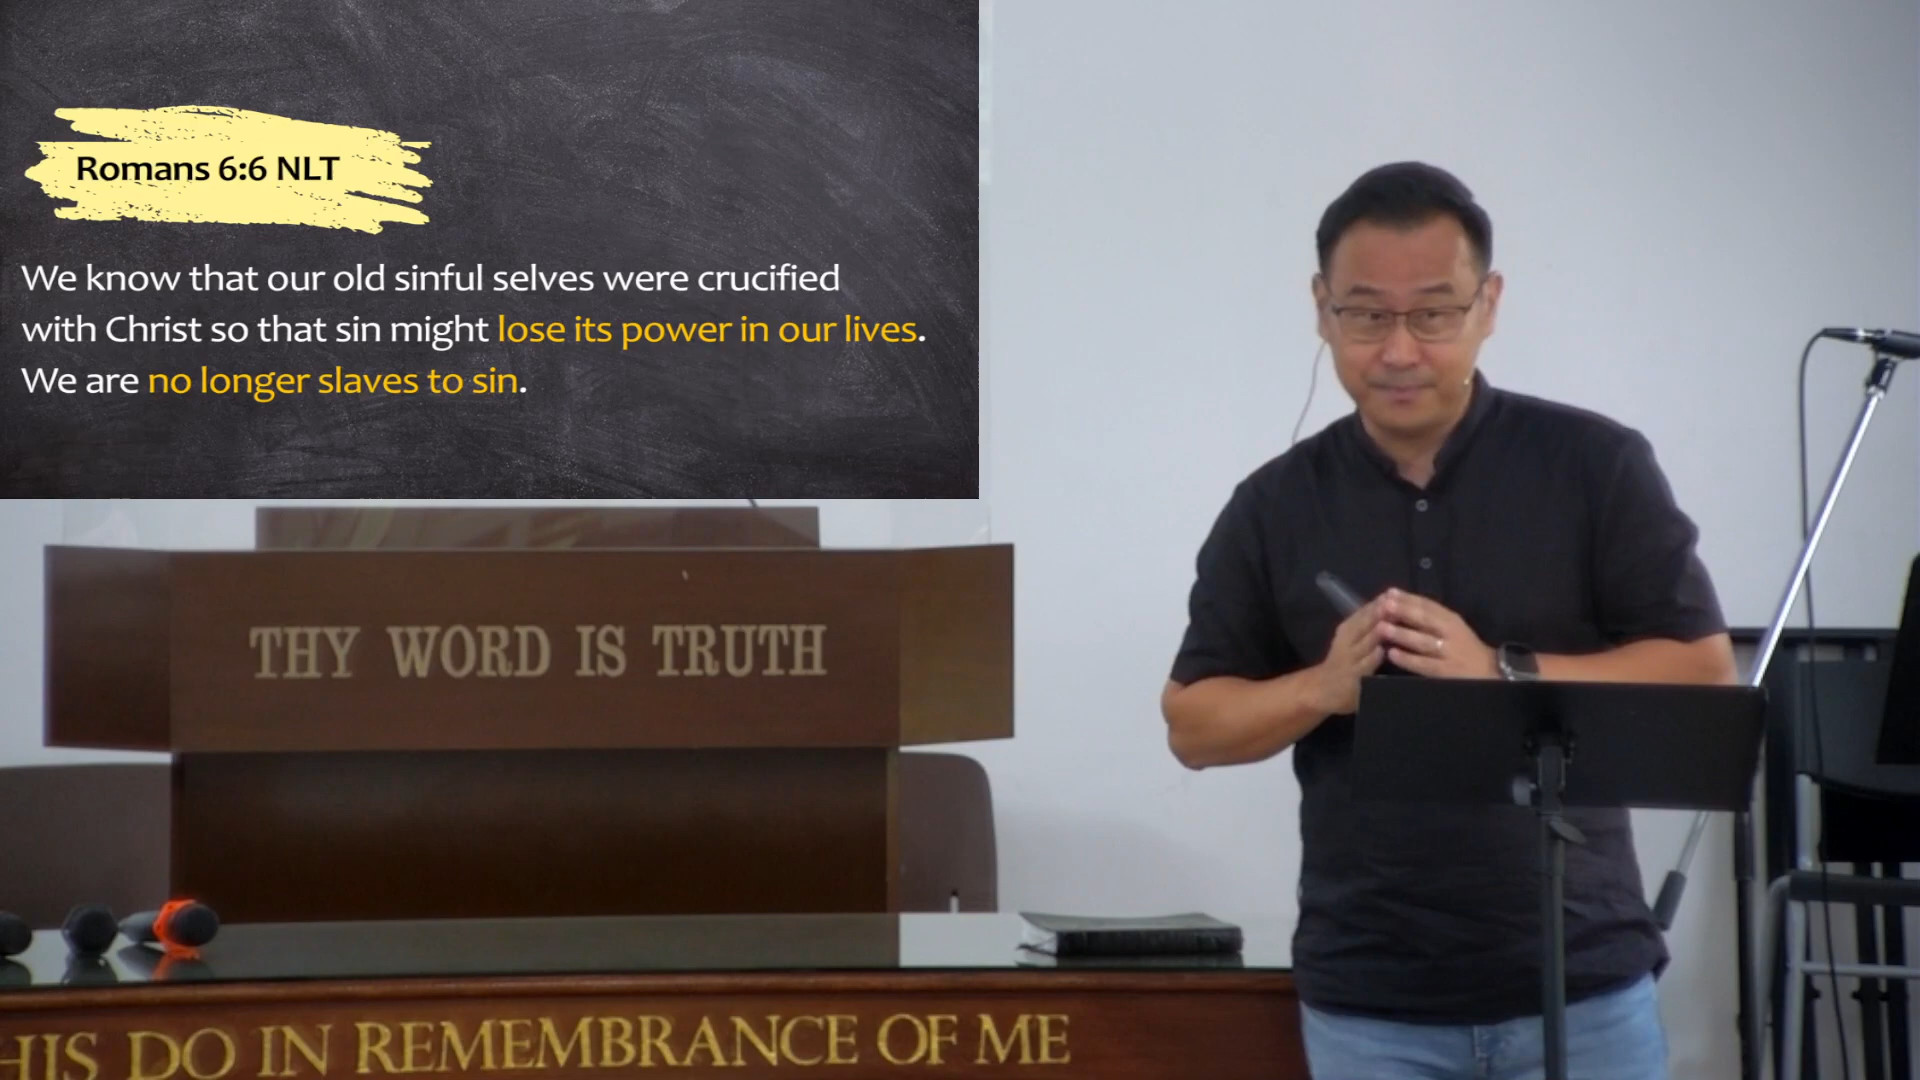 Romans 6:6 NLT
We know that our old sinful selves were crucified
with Christ so that sin might lose its power in our lives.
We are no longer slaves to sin.
THY WORD IS TRUTH
HIS DO IN REMEMBRANCE OF ME